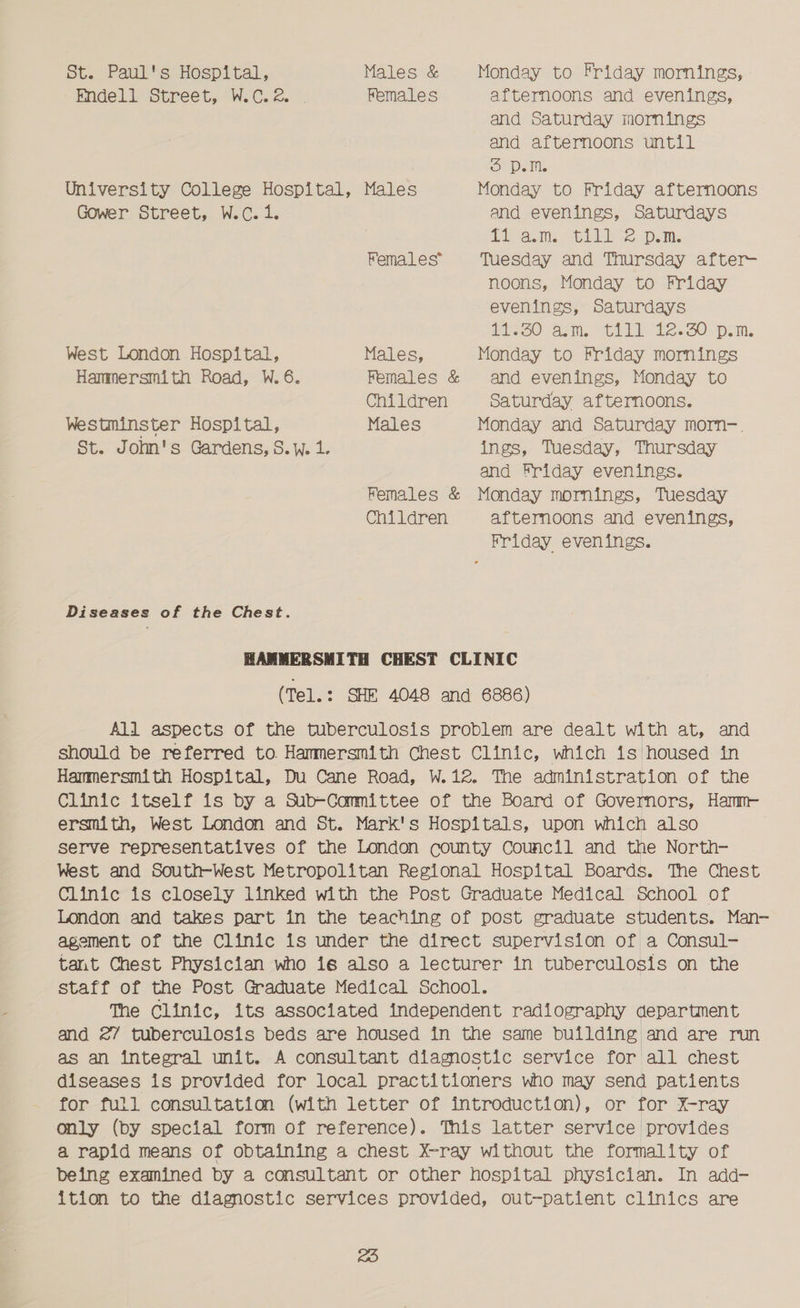 St. Paul's Hospital, Males & Monday to Friday mornings,
Endell Street, W.C.2. Females afternoons and evenings,
and Saturday mornings
and afternoons until
3 p.m.
University College Hospital, Males Monday to Friday afternoons
Gower Street, W.C.1. and evenings, Saturdays
11 a.m. till 2 p.m.
Females Tuesday and Thursday after-
noons, Monday to Friday
evenings, Saturdays
11.30 a.m. till 12.30 p.m.
West London Hospital, Males, Monday to Friday mornings
Hammersmith Road, W.6. Females & and evenings, Monday to
Children Saturday afternoons.
Westminster Hospital, Males Monday and Saturday morn-
St. John's Gardens,S.W.1. ings, Tuesday, Thursday
and Friday evenings.
Females & Monday mornings, Tuesday
Children afternoons and evenings,
Friday evenings.
Diseases of the Chest.
HAMMERSMITH CHEST CLINIC
(Tel.: SHE 4048 and 6886)
All aspects of the tuberculosis problem are dealt with at, and
should be referred to Hammersmith Chest Clinic, which is housed in
Hammersmith Hospital, Du Cane Road, W.12. The administration of the
Clinic itself is by a Sub-Committee of the Board of Governors, Hamm-
ersmith, West London and St. Mark's Hospitals, upon which also
serve representatives of the London county Council and the North-
West and South-West Metropolitan Regional Hospital Boards. The Chest
Clinic is closely linked with the Post Graduate Medical School of
London and takes part in the teaching of post graduate students. Man-
agement of the Clinic is under the direct supervision of a Consul-
tant Chest Physician who is also a lecturer in tuberculosis on the
staff of the Post Graduate Medical School.
The Clinic, its associated independent radiography department
and 27 tuberculosis beds are housed in the same building and are run
as an integral unit. A consultant diagnostic service for all chest
diseases is provided for local practitioners who may send patients
for full consultation (with letter of introduction), or for X-ray
only (by special form of reference). This latter service provides
a rapid means of obtaining a chest X-ray without the formality of
being examined by a consultant or other hospital physician. In add-
ition to the diagnostic services provided, out-patient clinics are
23